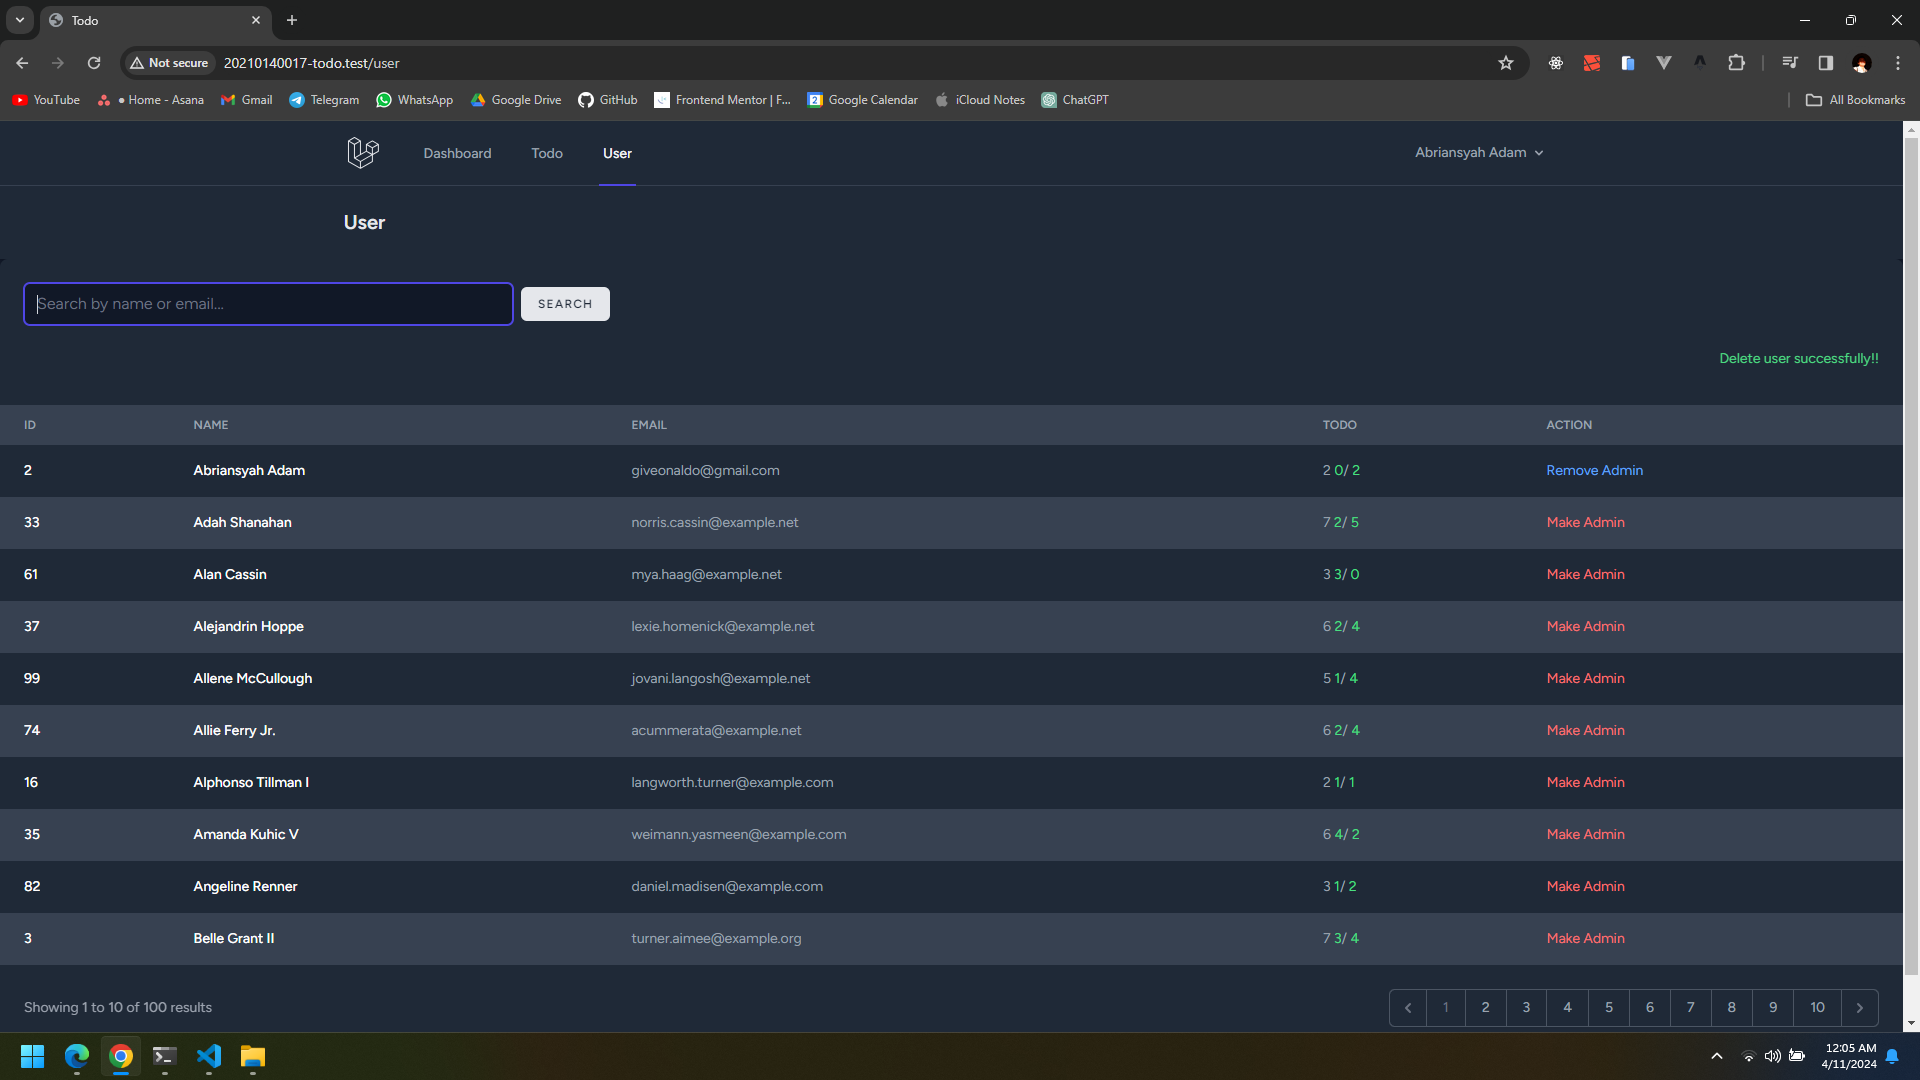 Todo
Not secure 20210140017-todo.test/user
YouTube ● Home - Asana Gmail Telegram WhatsApp Google Drive GitHub Frontend Mentor | F... Google Calendar iCloud Notes ChatGPT All Bookmarks
Dashboard Todo User Abriansyah Adam
User
Search by name or email... SEARCH
Delete user successfully!!
ID NAME EMAIL TODO ACTION
2 Abriansyah Adam giveonaldo@gmail.com 2 0/ 2 Remove Admin
33 Adah Shanahan norris.cassin@example.net 7 2/ 5 Make Admin
61 Alan Cassin mya.haag@example.net 3 3/ 0 Make Admin
37 Alejandrin Hoppe lexie.homenick@example.net 6 2/ 4 Make Admin
99 Allene McCullough jovani.langosh@example.net 5 1/ 4 Make Admin
74 Allie Ferry Jr. acummerata@example.net 6 2/ 4 Make Admin
16 Alphonso Tillman I langworth.turner@example.com 2 1/ 1 Make Admin
35 Amanda Kuhic V weimann.yasmeen@example.com 6 4/ 2 Make Admin
82 Angeline Renner daniel.madisen@example.com 3 1/ 2 Make Admin
3 Belle Grant II turner.aimee@example.org 7 3/ 4 Make Admin
Showing 1 to 10 of 100 results 1 2 3 4 5 6 7 8 9 10
12:05 AM
4/11/2024